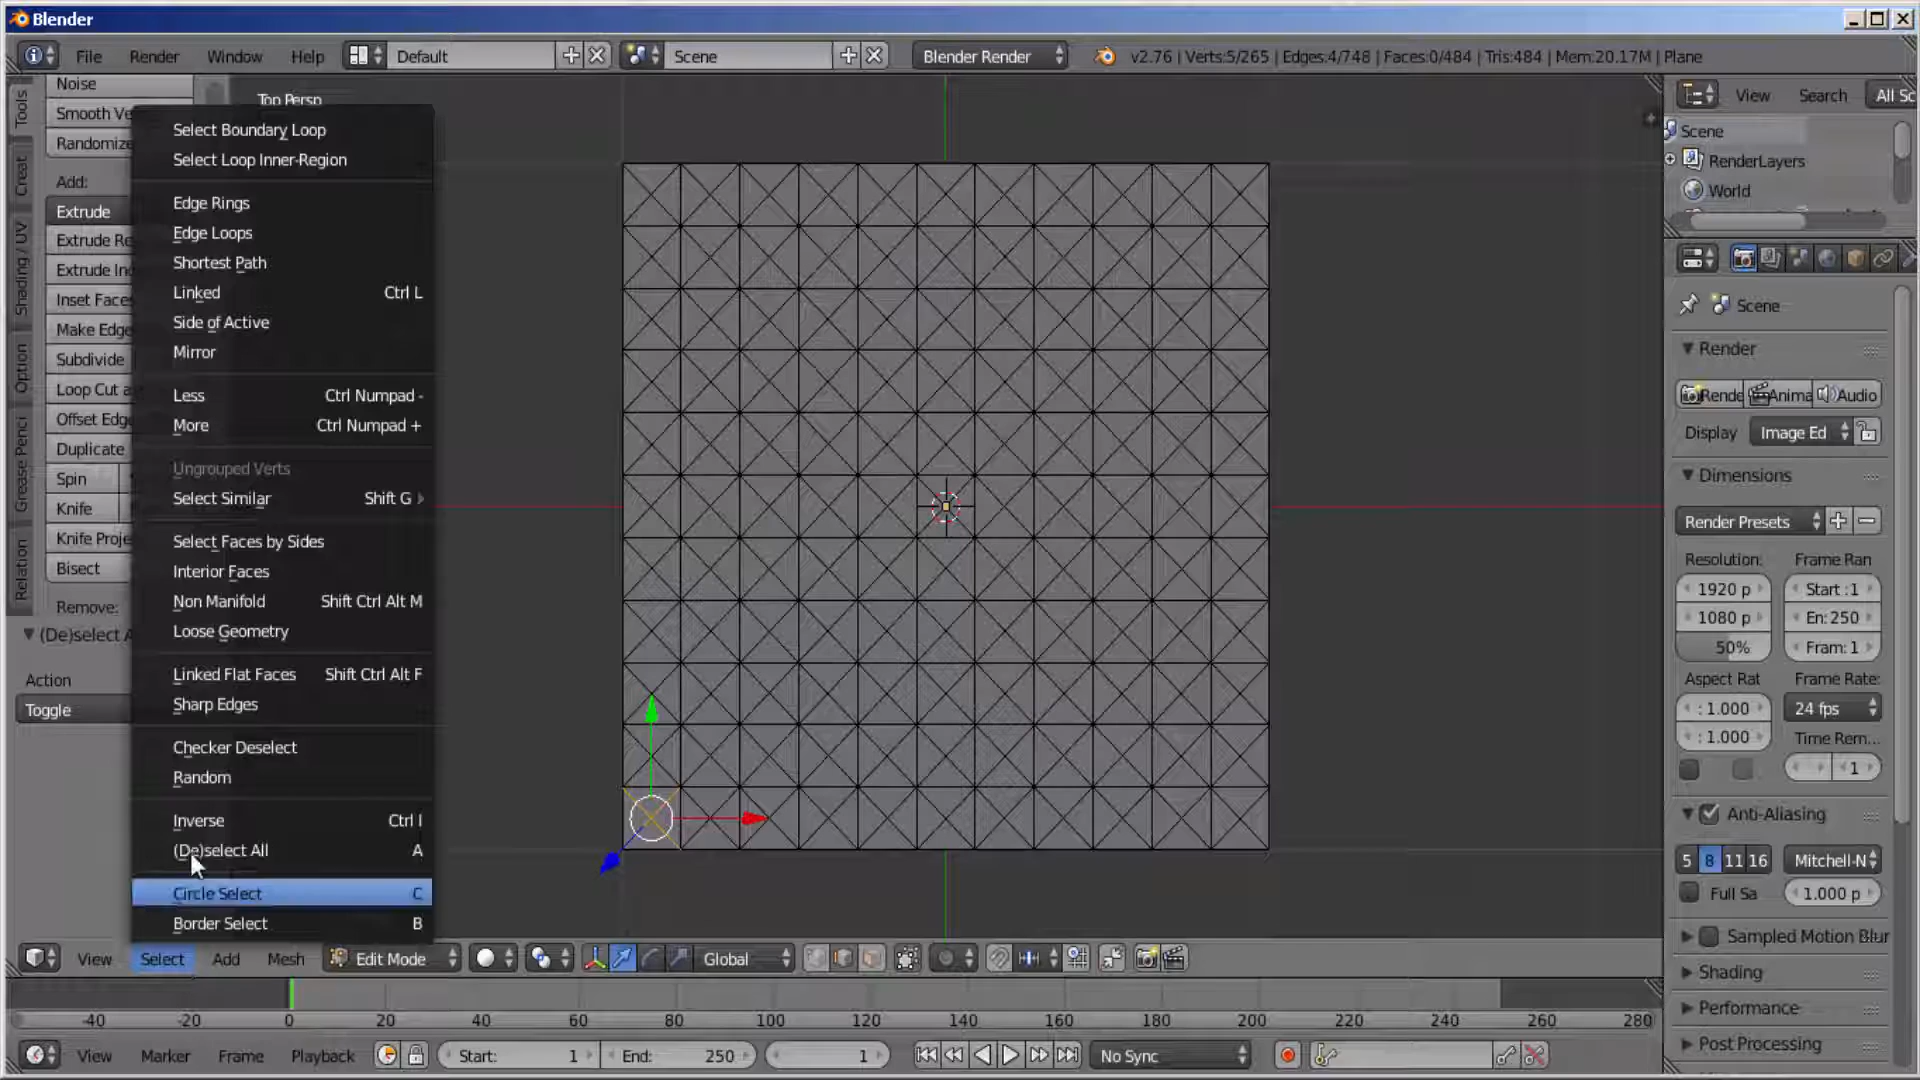 Blender
File Render Window Help Default Scene Blender Render v2.76 | Verts:5/265 | Edges:4/748 | Faces:0/484 | Tris:484 | Mem:20.17M | Plane
Tools
Creat
Shading / UV
Option
Grease Penci
Relation
Noise
Smooth Ve
Randomize
Add:
Extrude
Extrude Re
Extrude Ind
Inset Faces
Make Edge
Subdivide
Loop Cut a
Offset Edge
Duplicate
Spin
Knife
Knife Proje
Bisect
Remove:
(De)select A
Action
Toggle
Top Persp
Select Boundary Loop
Select Loop Inner-Region
Edge Rings
Edge Loops
Shortest Path
Linked Ctrl L
Side of Active
Mirror
Less Ctrl Numpad -
More Ctrl Numpad +
Ungrouped Verts
Select Similar Shift G
Select Faces by Sides
Interior Faces
Non Manifold Shift Ctrl Alt M
Loose Geometry
Linked Flat Faces Shift Ctrl Alt F
Sharp Edges
Checker Deselect
Random
Inverse Ctrl I
(De)select All A
Circle Select C
Border Select B
View Select Add Mesh Edit Mode Global
-40 -20 0 20 40 60 80 100 120 140 160 180 200 220 240 260 280
View Marker Frame Playback Start: 1 End: 250 1 No Sync
View Search All Sc
Scene
RenderLayers
World
Scene
Render
Rende Anima Audio
Display Image Ed
Dimensions
Render Presets
Resolution: Frame Ran
1920 p Start :1
1080 p En: 250
50% Fram: 1
Aspect Rat Frame Rate:
: 1.000 24 fps
: 1.000 Time Rem...
1
Anti-Aliasing
5 8 11 16 Mitchell-N
Full Sa 1.000 p
Sampled Motion Blur
Shading
Performance
Post Processing